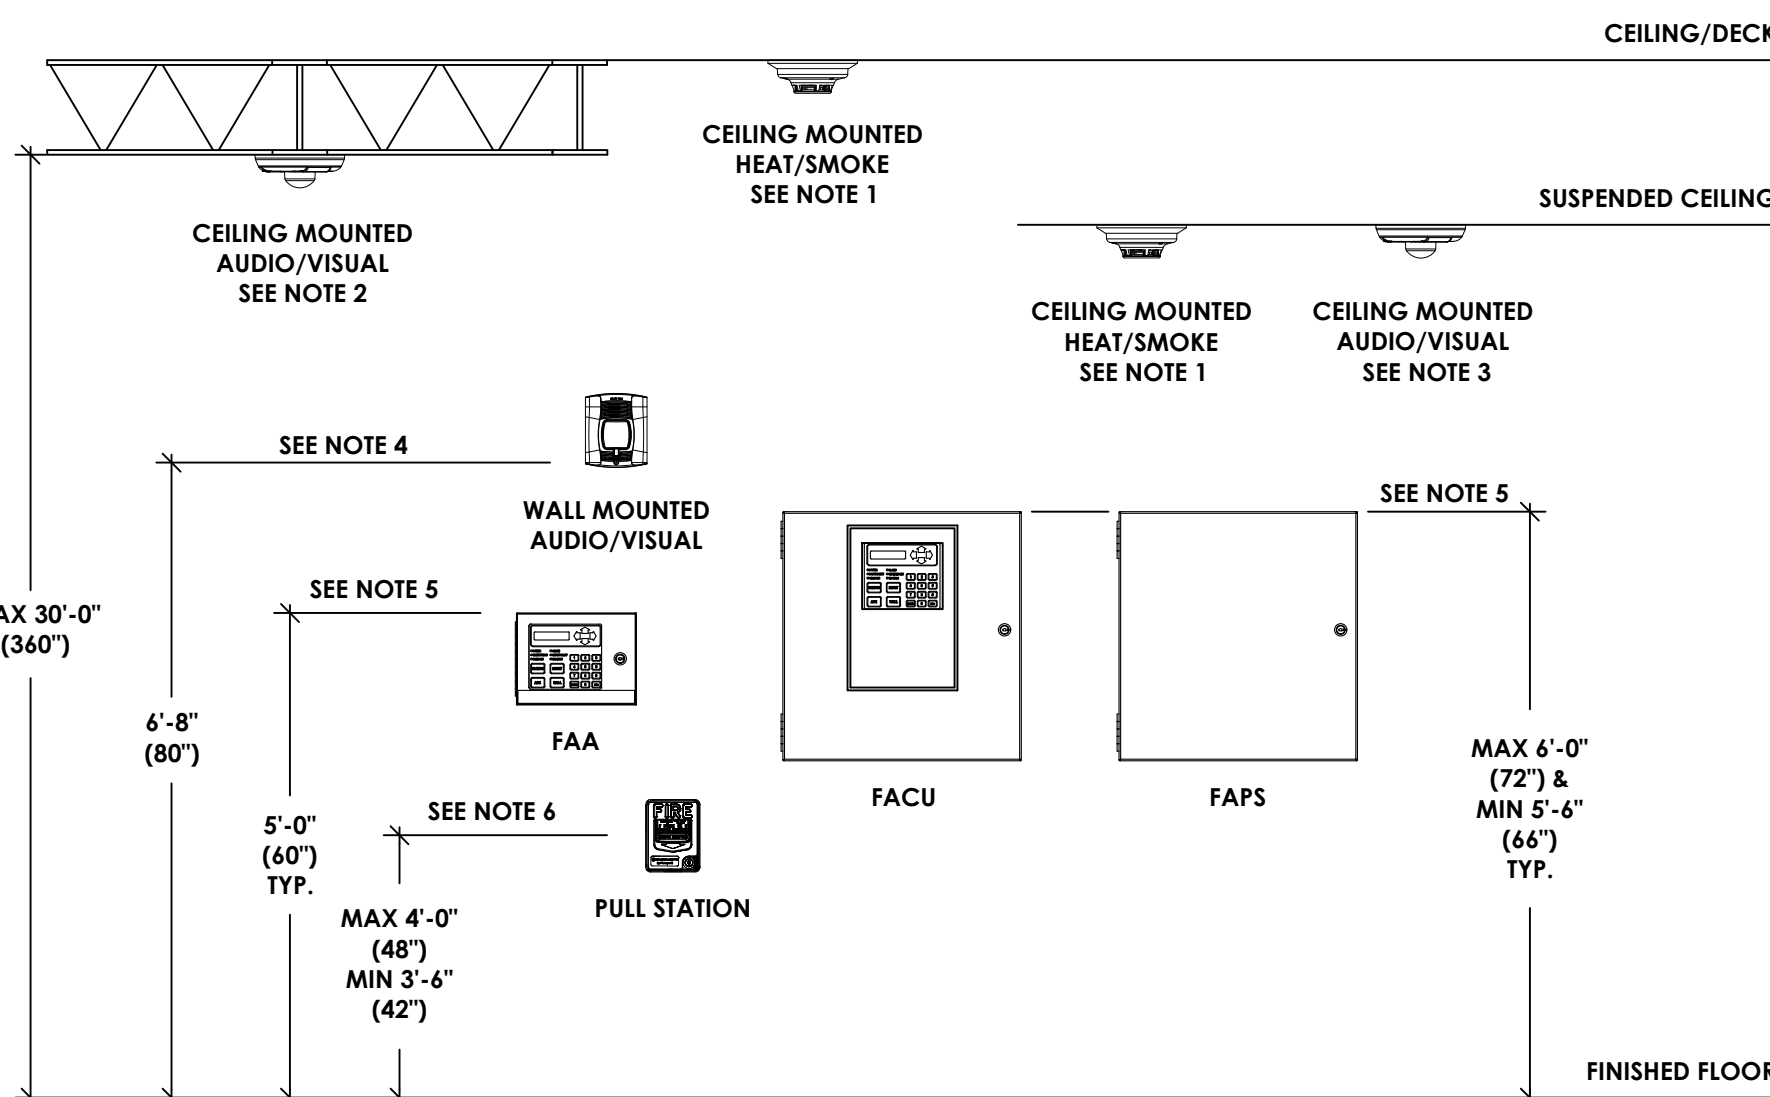 CEILING/DECK
CEILING MOUNTED
HEAT/SMOKE
SEE NOTE 1
SUSPENDED CEILING
CEILING MOUNTED
AUDIO/VISUAL
SEE NOTE 2
CEILING MOUNTED
HEAT/SMOKE
SEE NOTE 1
CEILING MOUNTED
AUDIO/VISUAL
SEE NOTE 3
SEE NOTE 4
WALL MOUNTED
AUDIO/VISUAL
SEE NOTE 5
SEE NOTE 5
AX 30'-0"
(360")
6'-8"
(80")
FAA
FACU
FAPS
MAX 6'-0"
(72") &
MIN 5'-6"
(66")
TYP.
SEE NOTE 6
FIRE
5'-0"
(60")
TYP.
PULL STATION
MAX 4'-0"
(48")
MIN 3'-6"
(42")
FINISHED FLOOR